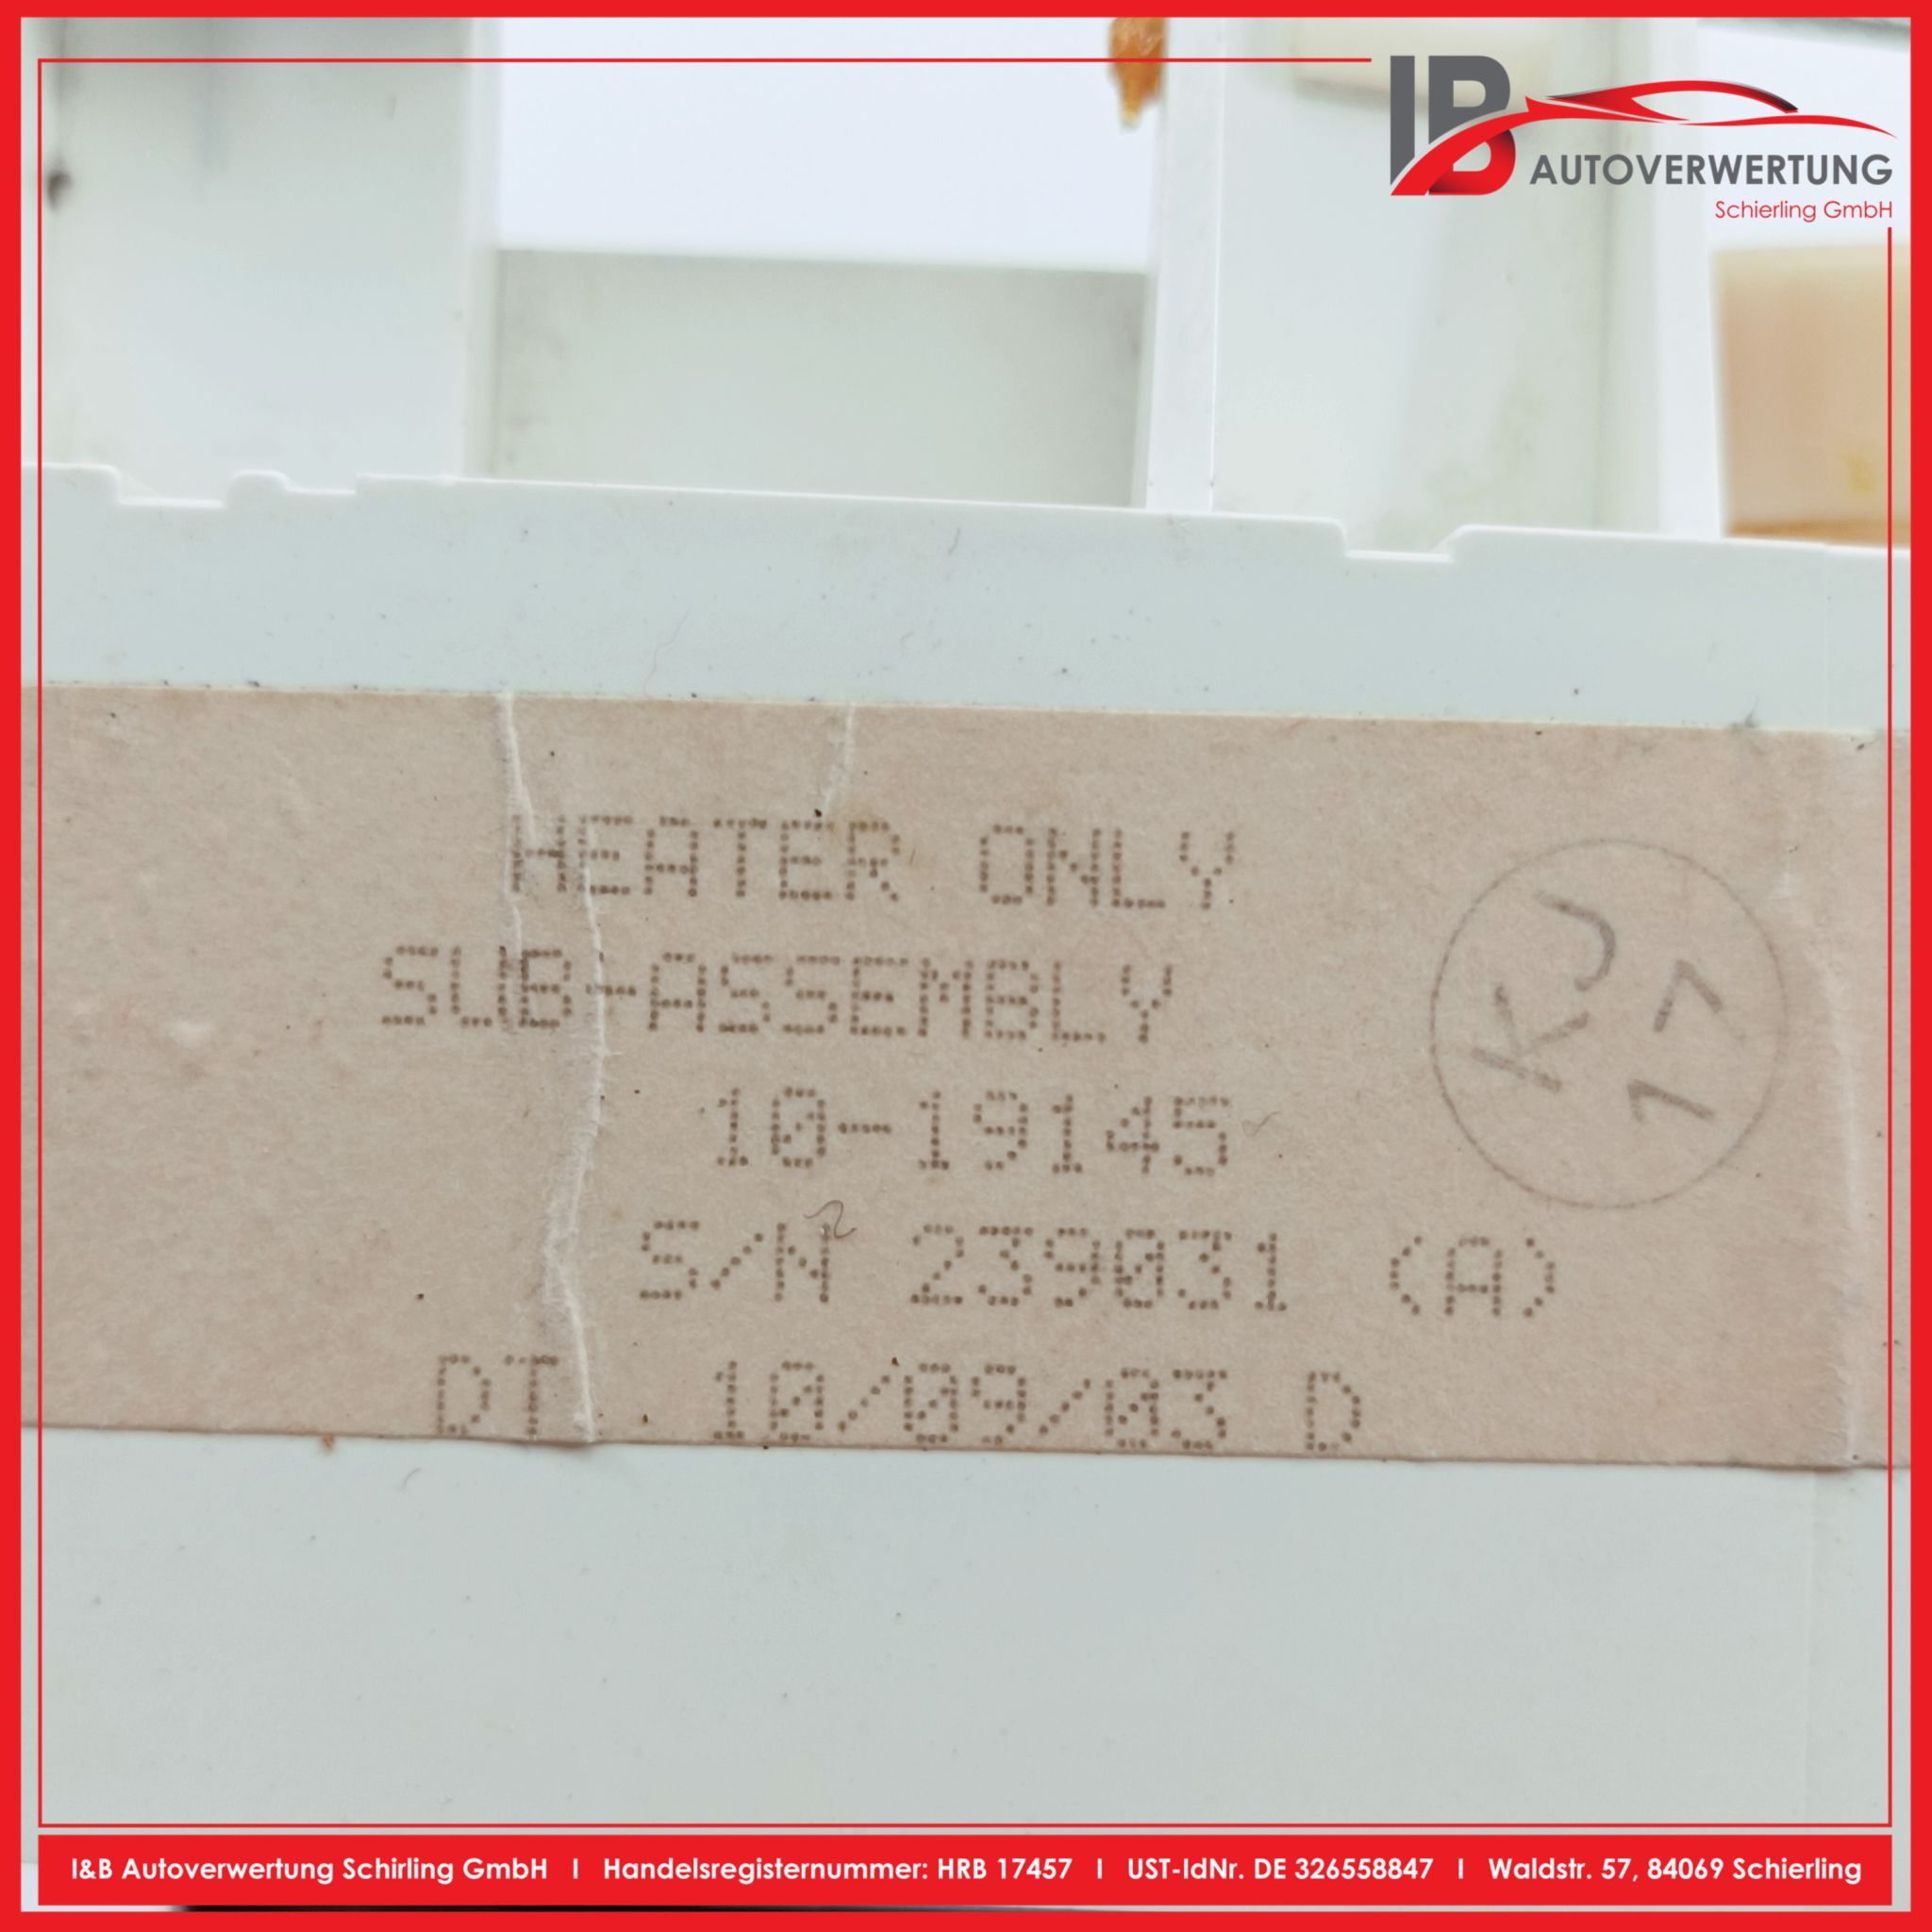 IB AUTOVERWERTUNG
Schierling GmbH
HEATER ONLY
SUB-ASSEMBLY
10-19145
S/N 239031 (A)
DT 10/09/03 D
KJ
17
I&B Autoverwertung Schirling GmbH I Handelsregisternummer: HRB 17457 I UST-IdNr. DE 326558847 I Waldstr. 57, 84069 Schierling